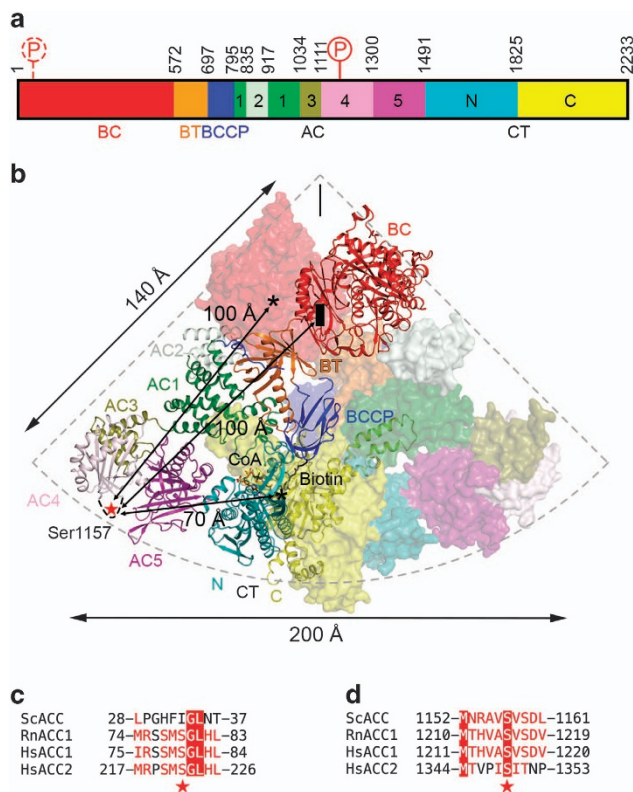 a
P P
1 572 697 795 835 917 1034 1111 1300 1491 1825 2233
1 2 1 3 4 5 N C
BC BT BCCP AC CT
b
BC
140 Å
100 Å
AC2
BT
AC1
AC3
BCCP
100 Å
CoA
Biotin
AC4
70 Å
Ser1157
AC5
N
CT
C
200 Å
c
ScACC 28–LPGHFIGLNT–37
RnACC1 74–MRSSMSGLHL–83
HsACC1 75–IRSSMSGLHL–84
HsACC2 217–MRPSMSGLHL–226
d
ScACC 1152–MNRAVSVSDL–1161
RnACC1 1210–MTHVASVSDV–1219
HsACC1 1211–MTHVASVSDV–1220
HsACC2 1344–MTVPISITNP–1353